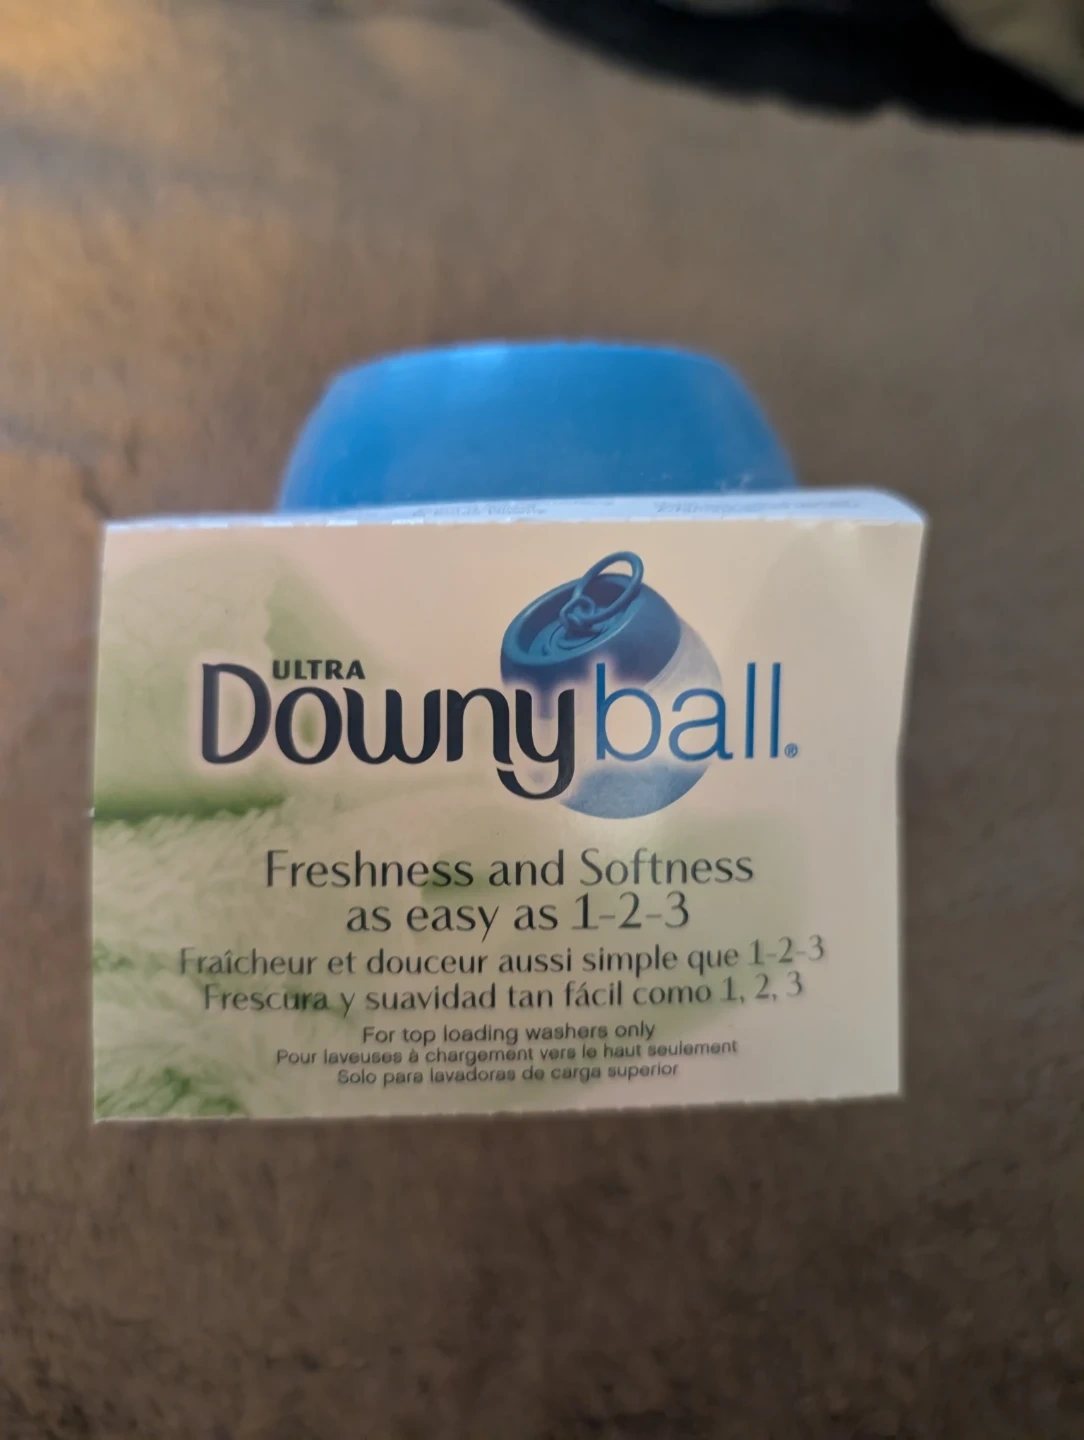 ULTRA
Downy ball®
Freshness and Softness
as easy as 1-2-3
Fraîcheur et douceur aussi simple que 1-2-3
Frescura y suavidad tan fácil como 1, 2, 3
For top loading washers only
Pour laveuses à chargement vers le haut seulement
Solo para lavadoras de carga superior